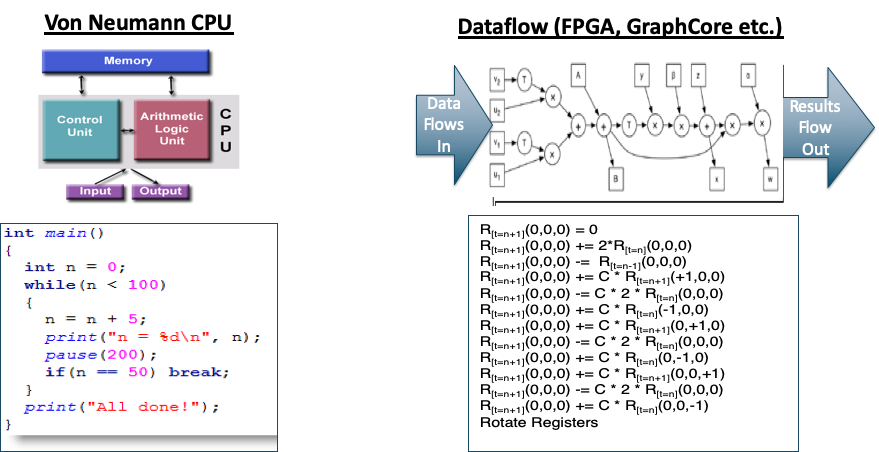 Von Neumann CPU
Memory
Control
Unit
Arithmetic
Logic
Unit
C
P
U
Input
Output
int main()
{
int n = 0;
while(n < 100)
{
n = n + 5;
print("n = %d\n", n);
pause(200);
if(n == 50) break;
}
print("All done!");
}
Dataflow (FPGA, GraphCore etc.)
Data
Flows
In
v₂
T
u₂
x
v₁
T
u₁
x
A
y
β
z
α
+
+
T
x
x
+
x
x
B
x
w
Results
Flow
Out
R[t=n+1](0,0,0) = 0
R[t=n+1](0,0,0) += 2*R[t=n](0,0,0)
R[t=n+1](0,0,0) -= R[t=n-1](0,0,0)
R[t=n+1](0,0,0) += C * R[t=n+1](+1,0,0)
R[t=n+1](0,0,0) -= C * 2 * R[t=n](0,0,0)
R[t=n+1](0,0,0) += C * R[t=n](-1,0,0)
R[t=n+1](0,0,0) += C * R[t=n+1](0,+1,0)
R[t=n+1](0,0,0) -= C * 2 * R[t=n](0,0,0)
R[t=n+1](0,0,0) += C * R[t=n](0,-1,0)
R[t=n+1](0,0,0) += C * R[t=n+1](0,0,+1)
R[t=n+1](0,0,0) -= C * 2 * R[t=n](0,0,0)
R[t=n+1](0,0,0) += C * R[t=n](0,0,-1)
Rotate Registers